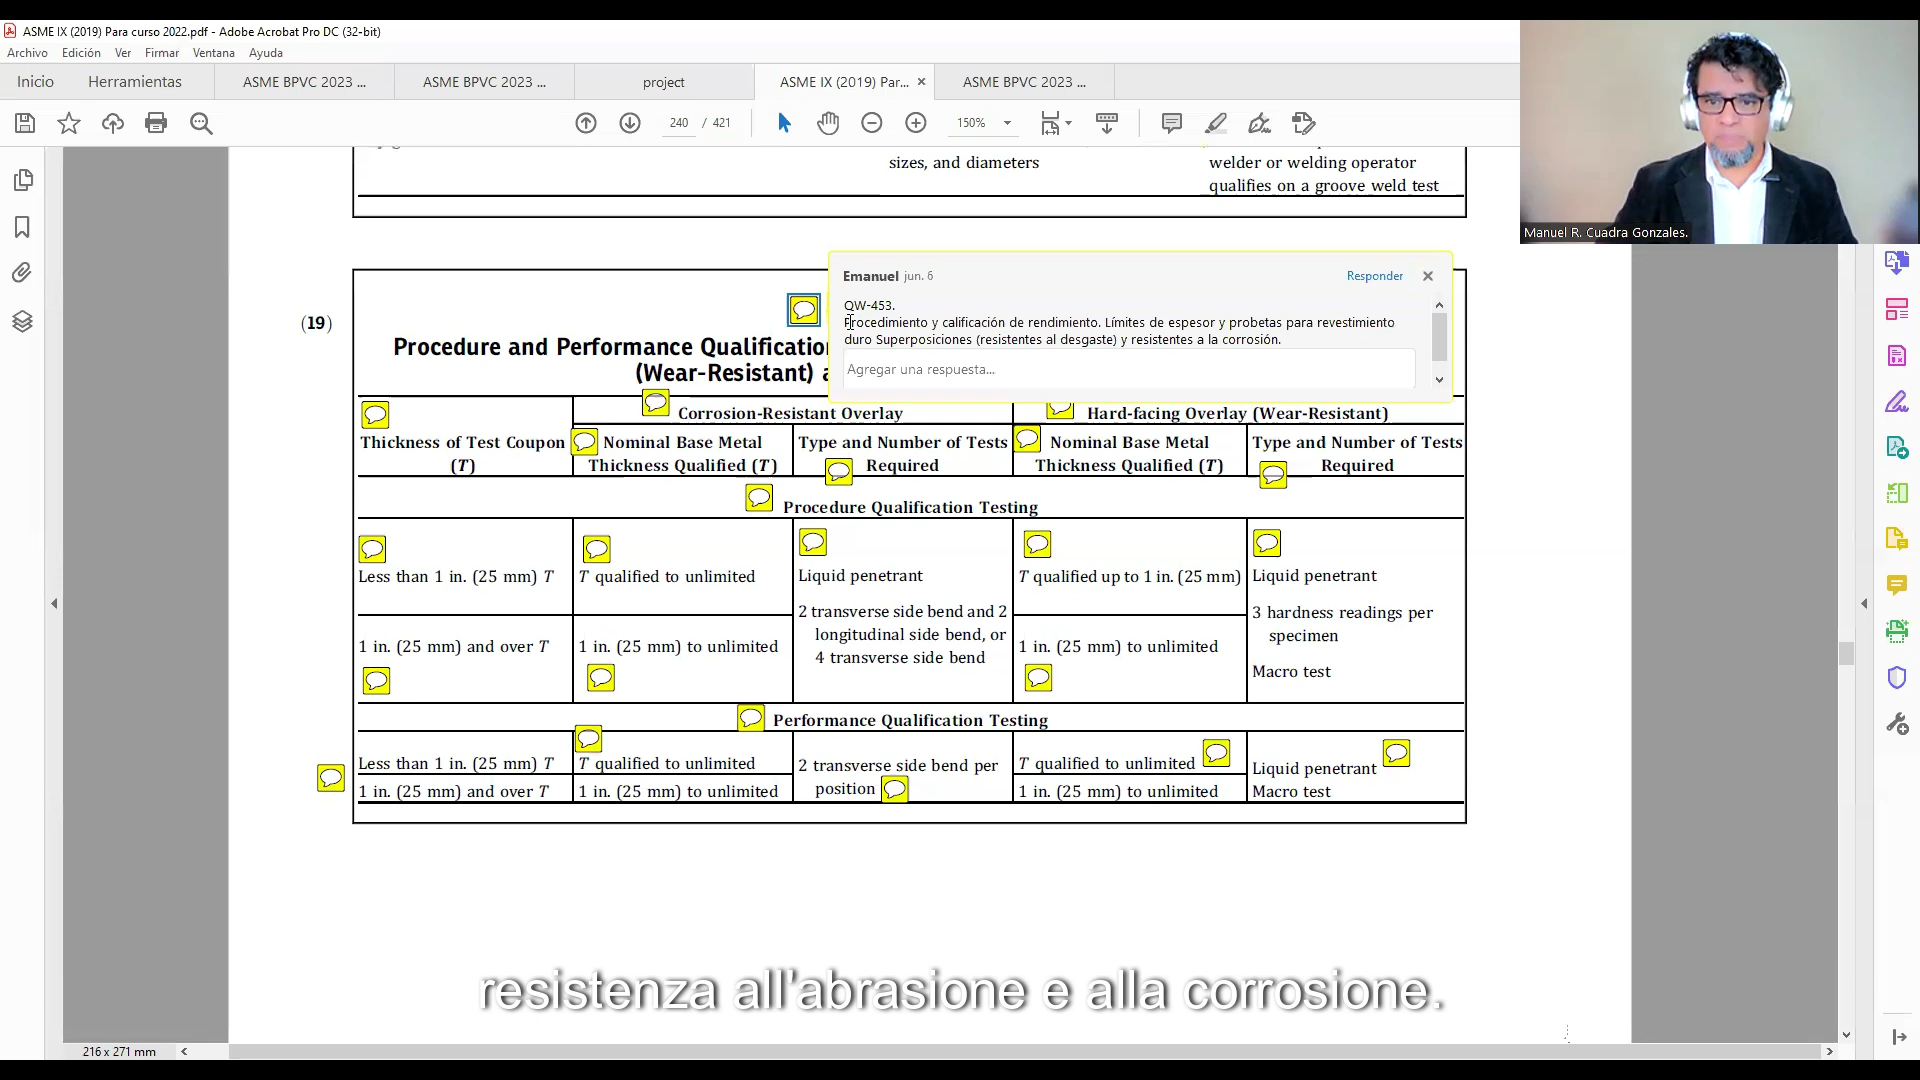 ASME IX (2019) Para curso 2022.pdf - Adobe Acrobat Pro DC (32-bit)
Archivo Edición Ver Firmar Ventana Ayuda
Inicio Herramientas ASME BPVC 2023 ... ASME BPVC 2023 ... project ASME IX (2019) Par... × ASME BPVC 2023 ...
240 / 421 150%
sizes, and diameters
welder or welding operator
qualifies on a groove weld test
Manuel R. Cuadra Gonzales.
Emanuel jun. 6 Responder
QW-453.
Procedimiento y calificación de rendimiento. Límites de espesor y probetas para revestimiento
duro Superposiciones (resistentes al desgaste) y resistentes a la corrosión.
Agregar una respuesta...
(19)
Procedure and Performance Qualification
(Wear-Resistant)
Corrosion-Resistant Overlay Hard-facing Overlay (Wear-Resistant)
Thickness of Test Coupon Nominal Base Metal Type and Number of Tests Nominal Base Metal Type and Number of Tests
(T) Thickness Qualified (T) Required Thickness Qualified (T) Required
Procedure Qualification Testing
Less than 1 in. (25 mm) T T qualified to unlimited Liquid penetrant T qualified up to 1 in. (25 mm) Liquid penetrant
2 transverse side bend and 2 3 hardness readings per
longitudinal side bend, or specimen
1 in. (25 mm) and over T 1 in. (25 mm) to unlimited 4 transverse side bend 1 in. (25 mm) to unlimited
Macro test
Performance Qualification Testing
Less than 1 in. (25 mm) T T qualified to unlimited 2 transverse side bend per T qualified to unlimited Liquid penetrant
1 in. (25 mm) and over T 1 in. (25 mm) to unlimited position 1 in. (25 mm) to unlimited Macro test
resistenza all'abrasione e alla corrosione.
216 x 271 mm